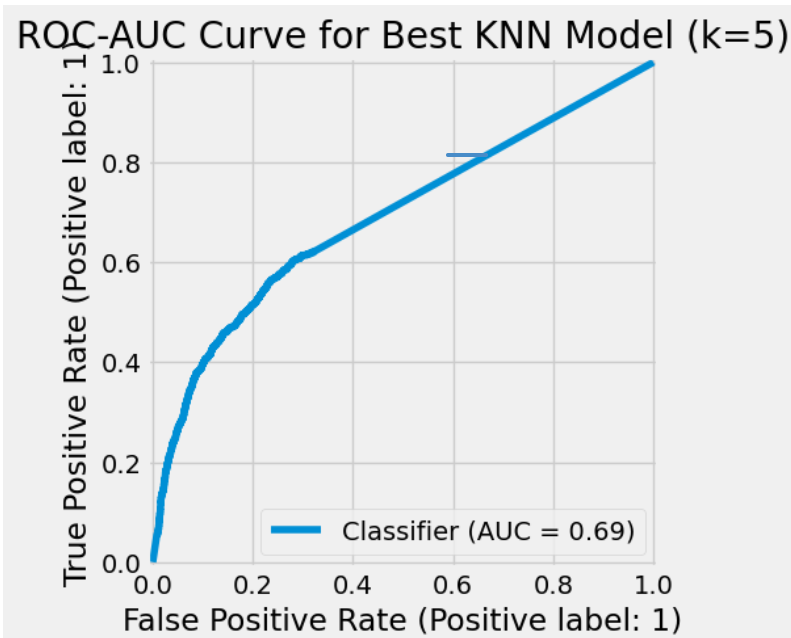 ROC-AUC Curve for Best KNN Model (k=5)
True Positive Rate (Positive label: 1)
1.0
0.8
0.6
0.4
0.2
0.0
Classifier (AUC = 0.69)
0.0 0.2 0.4 0.6 0.8 1.0
False Positive Rate (Positive label: 1)